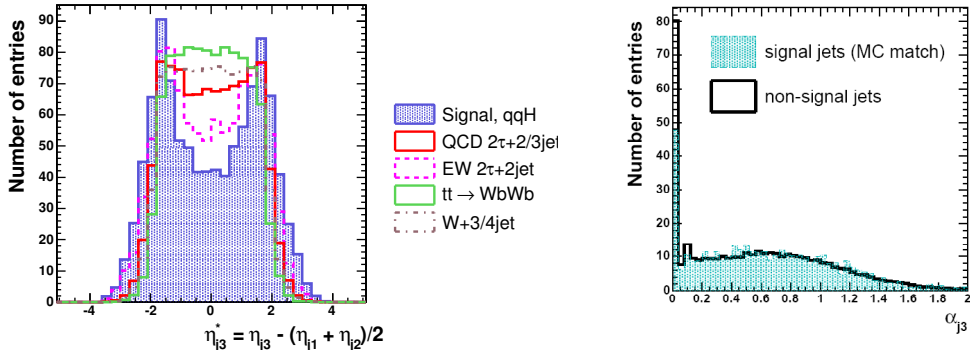 Number of entries
90
80
70
60
50
40
30
20
10
0
-4 -2 0 2 4
η*j3 = ηj3 - (ηj1 + ηj2)/2
Signal, qqH
QCD 2τ+2/3jet
EW 2τ+2jet
tt → WbWb
W+3/4jet
Number of entries
80
70
60
50
40
30
20
10
0
0 0.2 0.4 0.6 0.8 1 1.2 1.4 1.6 1.8 2
αj3
signal jets (MC match)
non-signal jets